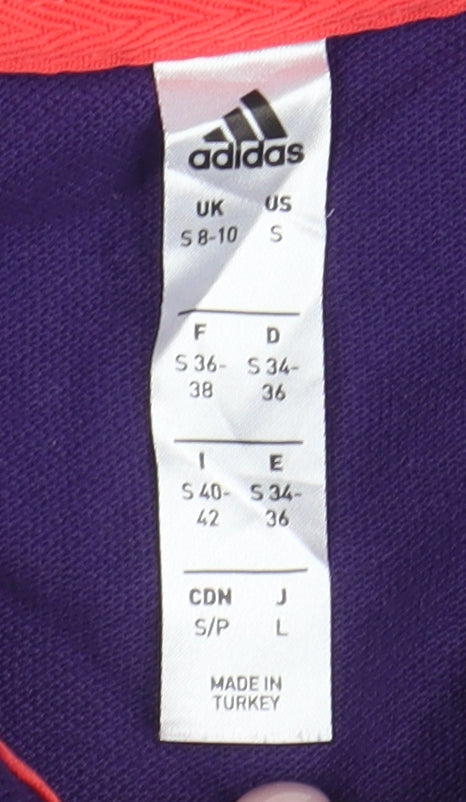 adidas
UK US
S 8-10 S
F D
S 36- S 34-
38 36
I E
S 40- S 34-
42 36
CDN J
S/P L
MADE IN
TURKEY